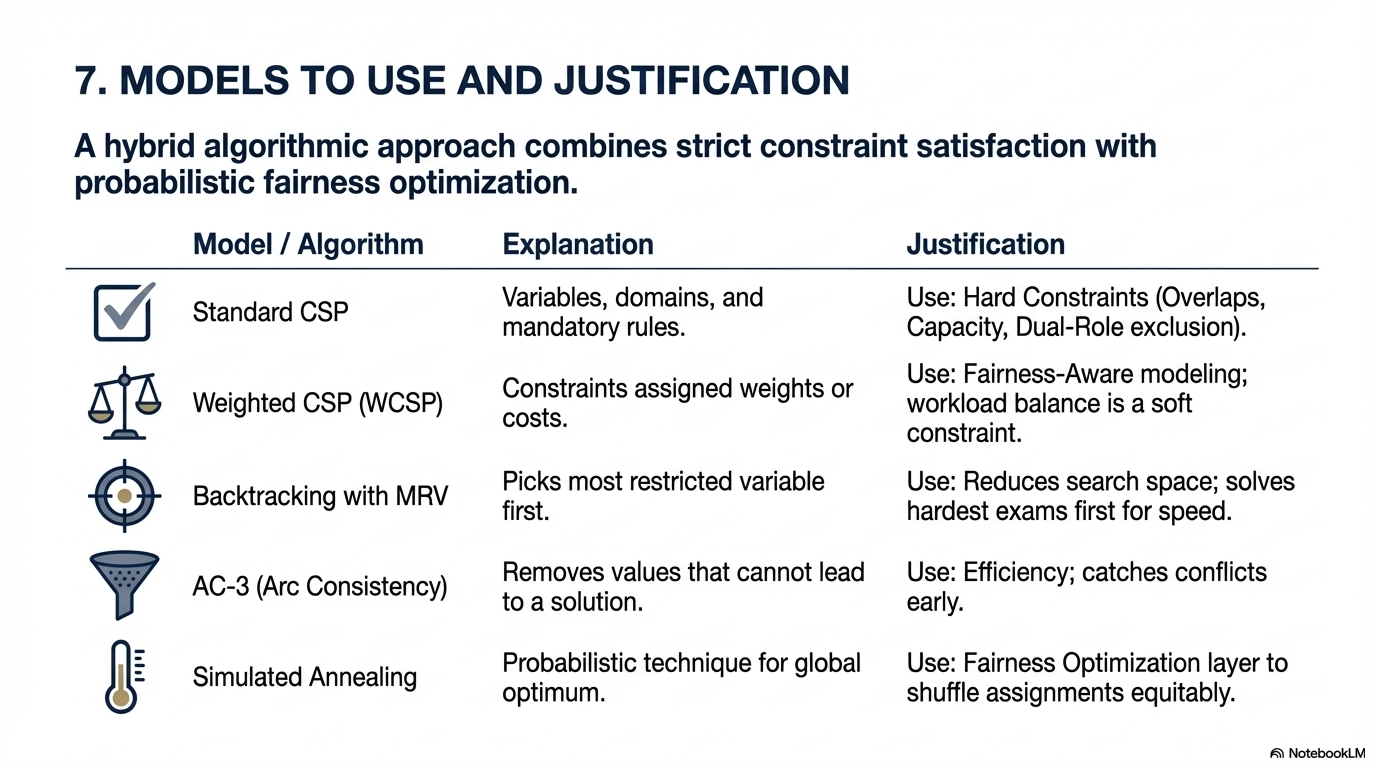 7. MODELS TO USE AND JUSTIFICATION
A hybrid algorithmic approach combines strict constraint satisfaction with
probabilistic fairness optimization.
Model / Algorithm
Explanation
Justification
Standard CSP
Variables, domains, and
mandatory rules.
Use: Hard Constraints (Overlaps,
Capacity, Dual-Role exclusion).
Weighted CSP (WCSP)
Constraints assigned weights or
costs.
Use: Fairness-Aware modeling;
workload balance is a soft
constraint.
Backtracking with MRV
Picks most restricted variable
first.
Use: Reduces search space; solves
hardest exams first for speed.
AC-3 (Arc Consistency)
Removes values that cannot lead
to a solution.
Use: Efficiency; catches conflicts
early.
Simulated Annealing
Probabilistic technique for global
optimum.
Use: Fairness Optimization layer to
shuffle assignments equitably.
NotebookLM